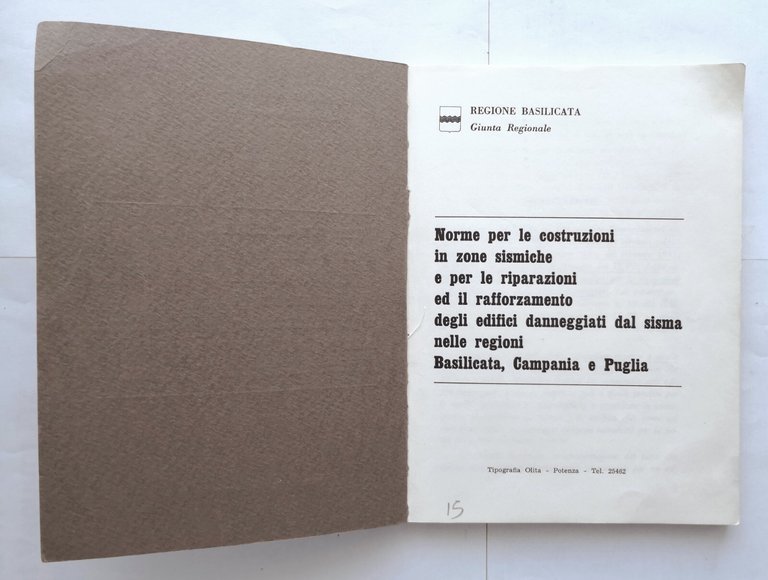 REGIONE BASILICATA
Giunta Regionale
Norme per le costruzioni
in zone sismiche
e per le riparazioni
ed il rafforzamento
degli edifici danneggiati dal sisma
nelle regioni
Basilicata, Campania e Puglia
Tipografia Olita - Potenza - Tel. 25462
15